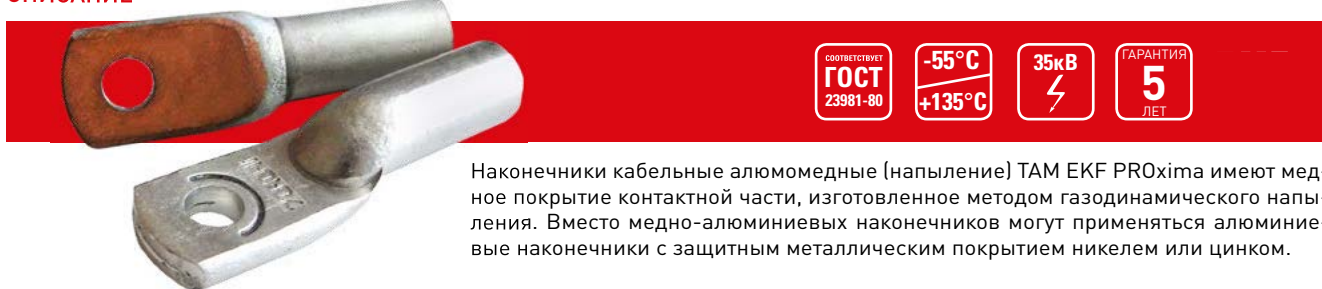 ОПИСАНИЕ
СООТВЕТСТВУЕТ
ГОСТ
23981-80
-55°C
+135°C
35кВ
ГАРАНТИЯ
5
ЛЕТ
Наконечники кабельные алюмомедные (напыление) ТАМ EKF PROxima имеют мед-
ное покрытие контактной части, изготовленное методом газодинамического напы-
ления. Вместо медно-алюминиевых наконечников могут применяться алюминие-
вые наконечники с защитным металлическим покрытием никелем или цинком.